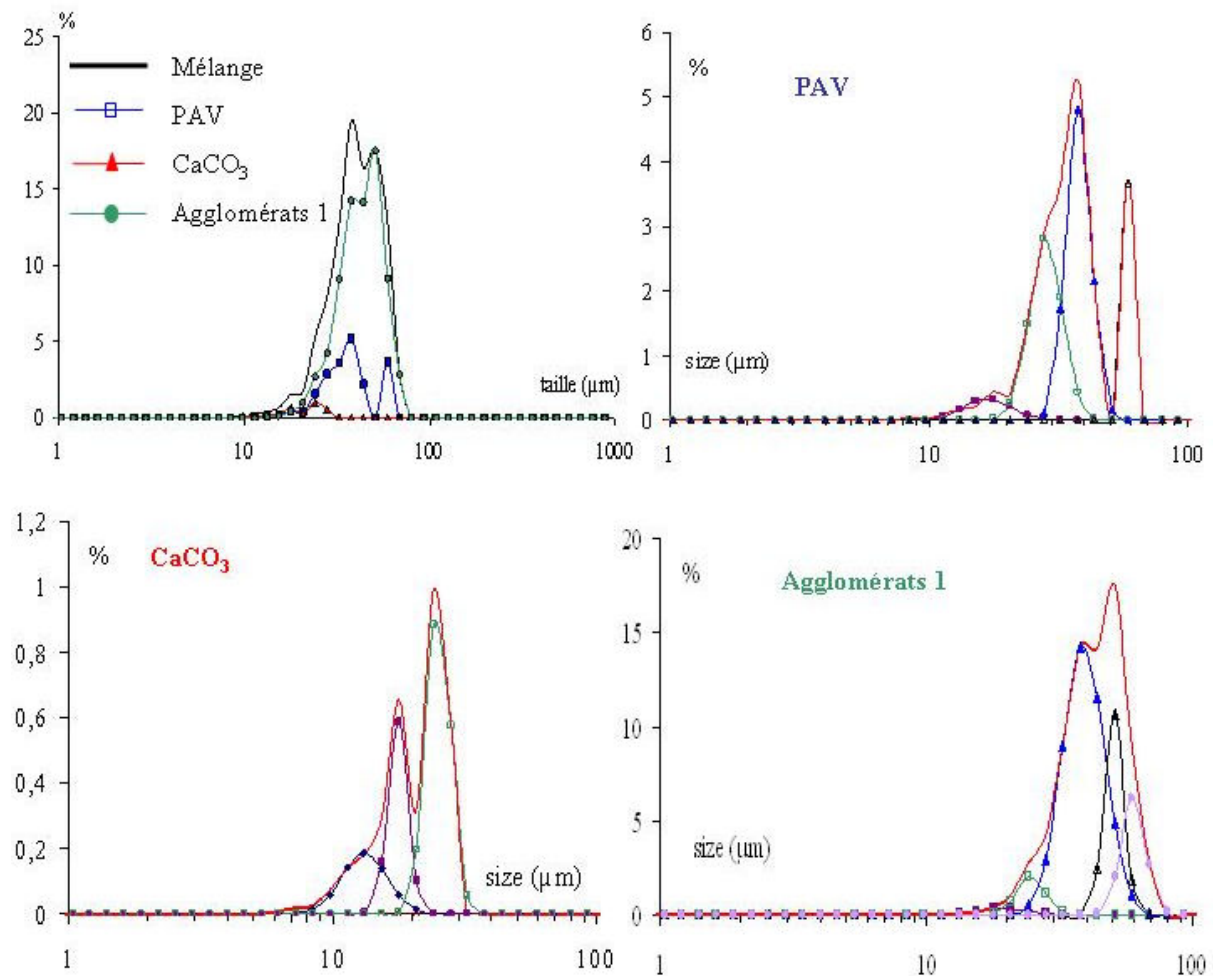 %
25
20
15
10
5
0
Mélange
PAV
CaCO3
Agglomérats 1
taille (µm)
1 10 100 1000
6
5
4
3
2
1
0
%
PAV
size (µm)
1 10 100
1,2
1
0,8
0,6
0,4
0,2
0
% CaCO3
size (µm)
1 10 100
20
15
10
5
0
%
Agglomérats 1
size (µm)
1 10 100